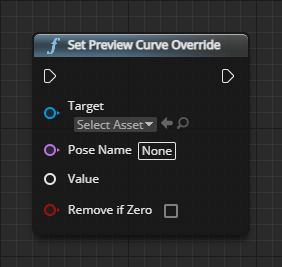 Set Preview Curve Override
Target
Select Asset
Pose Name None
Value
Remove if Zero